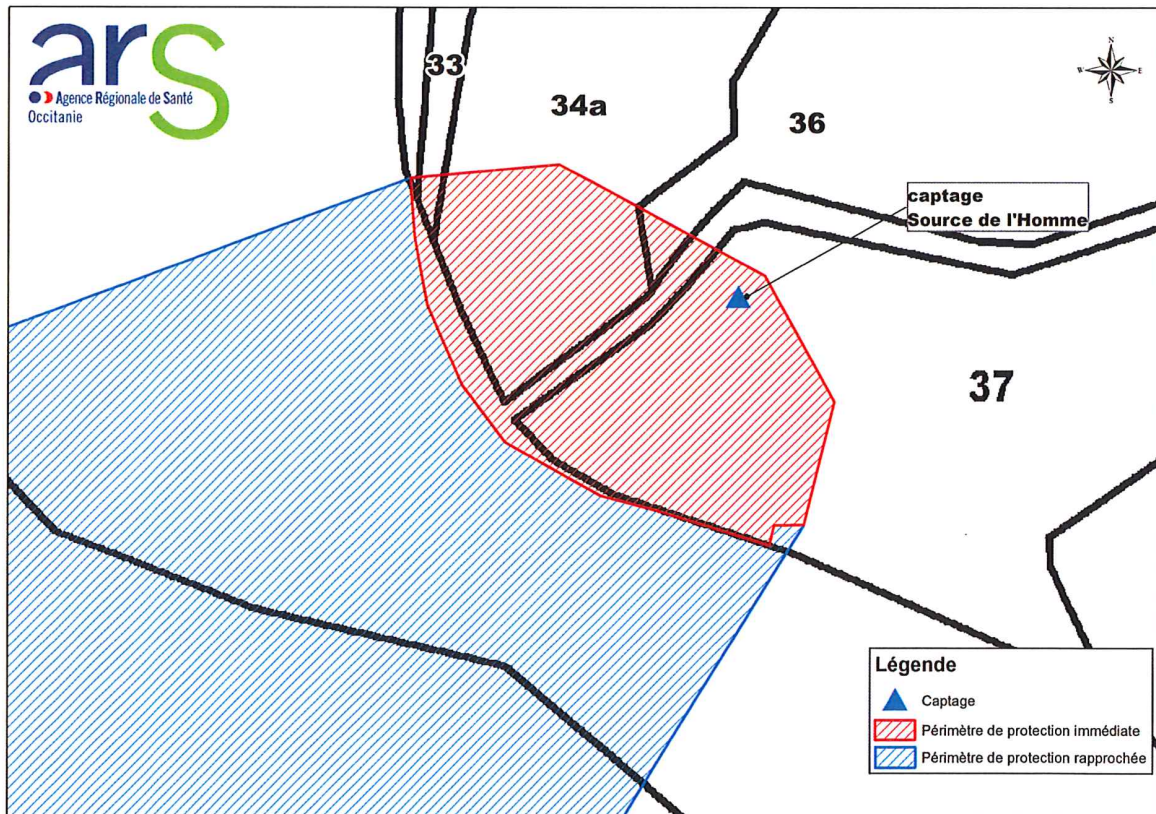 ars
Agence Régionale de Santé
Occitanie
33
34a
36
N
W
E
S
captage
Source de l'Homme
37
Légende
Captage
Périmètre de protection immédiate
Périmètre de protection rapprochée